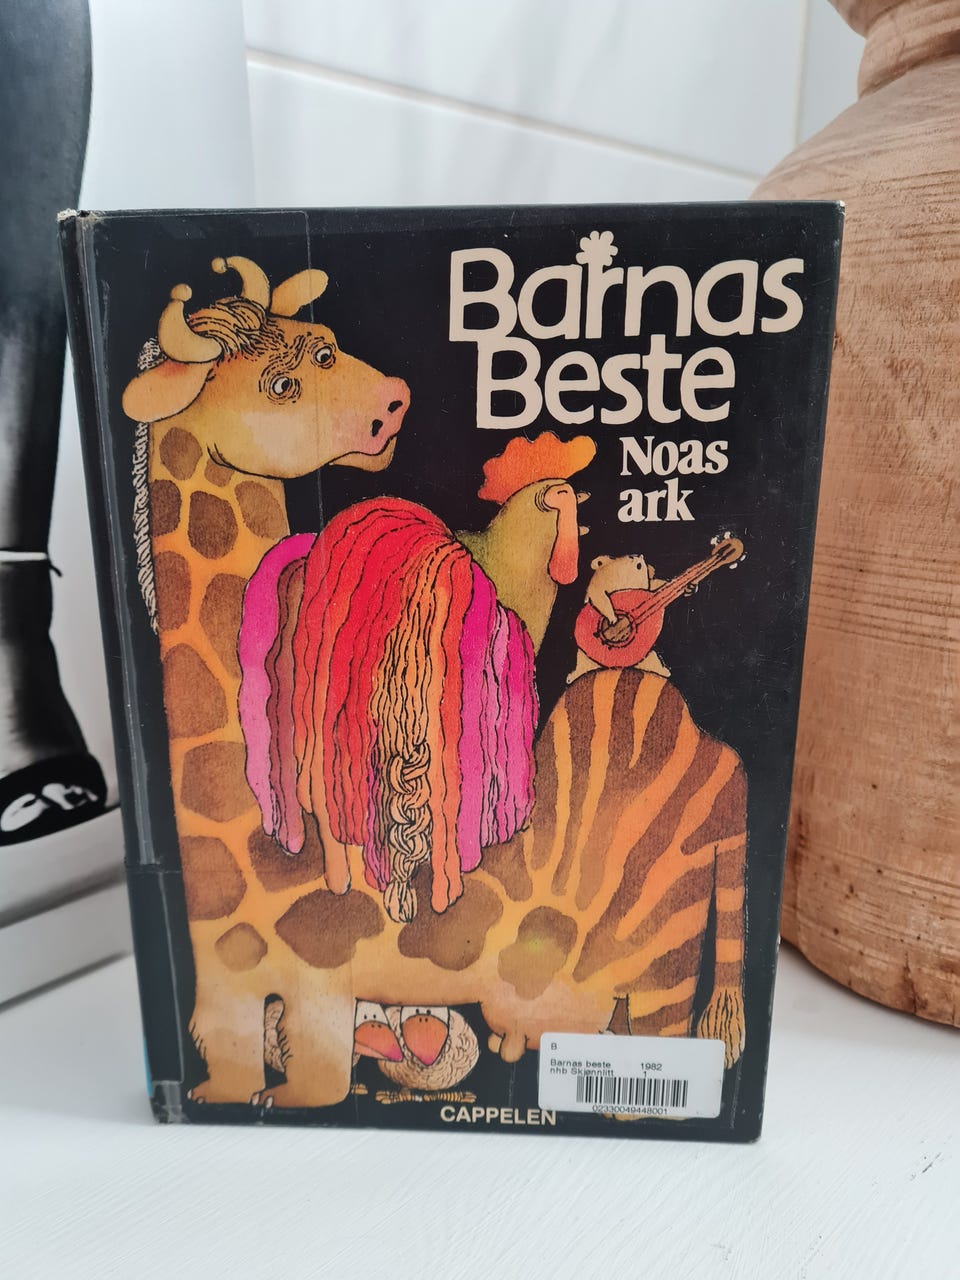 Barnas
Beste
Noas
ark
CAPPELEN
B
Barnas beste 1982
nhb Skjønnlitt 1
02330049448001